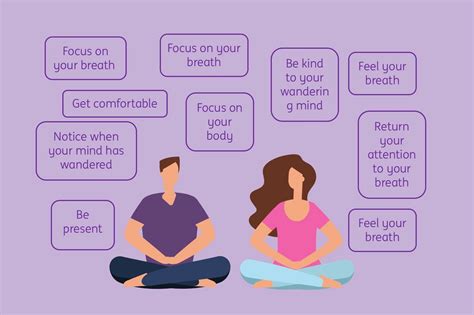 Focus on
your breath
Focus on your
breath
Be kind
to your
wanderin
g mind
Feel your
breath
Get comfortable
Focus on
your
body
Notice when
your mind has
wandered
Return
your
attention
to your
breath
Be
present
Feel your
breath